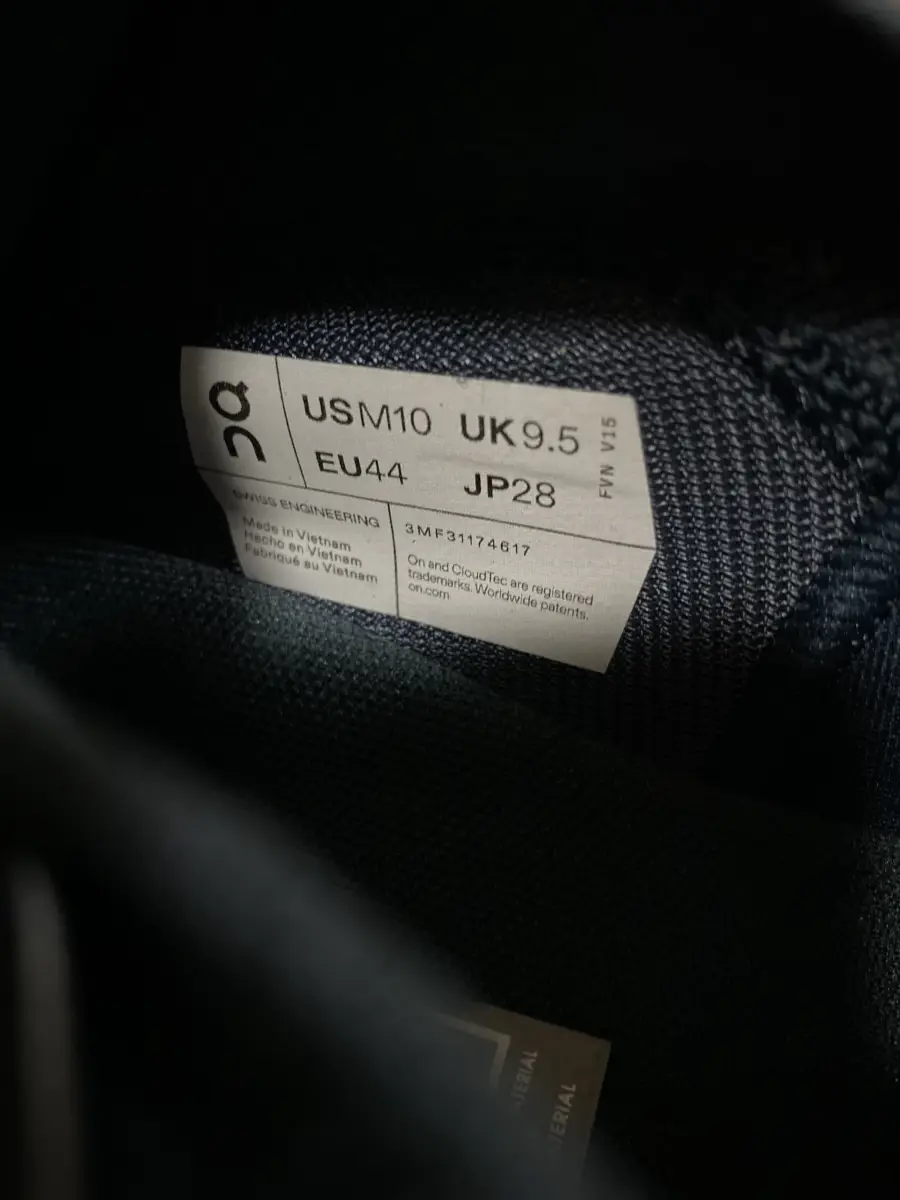 On
USM10 UK9.5
EU44 JP28
FVN V15
SWISS ENGINEERING
Made in Vietnam
Hecho en Vietnam
Fabriqué au Vietnam
3MF31174617
On and CloudTec are registered
trademarks. Worldwide patents.
on.com